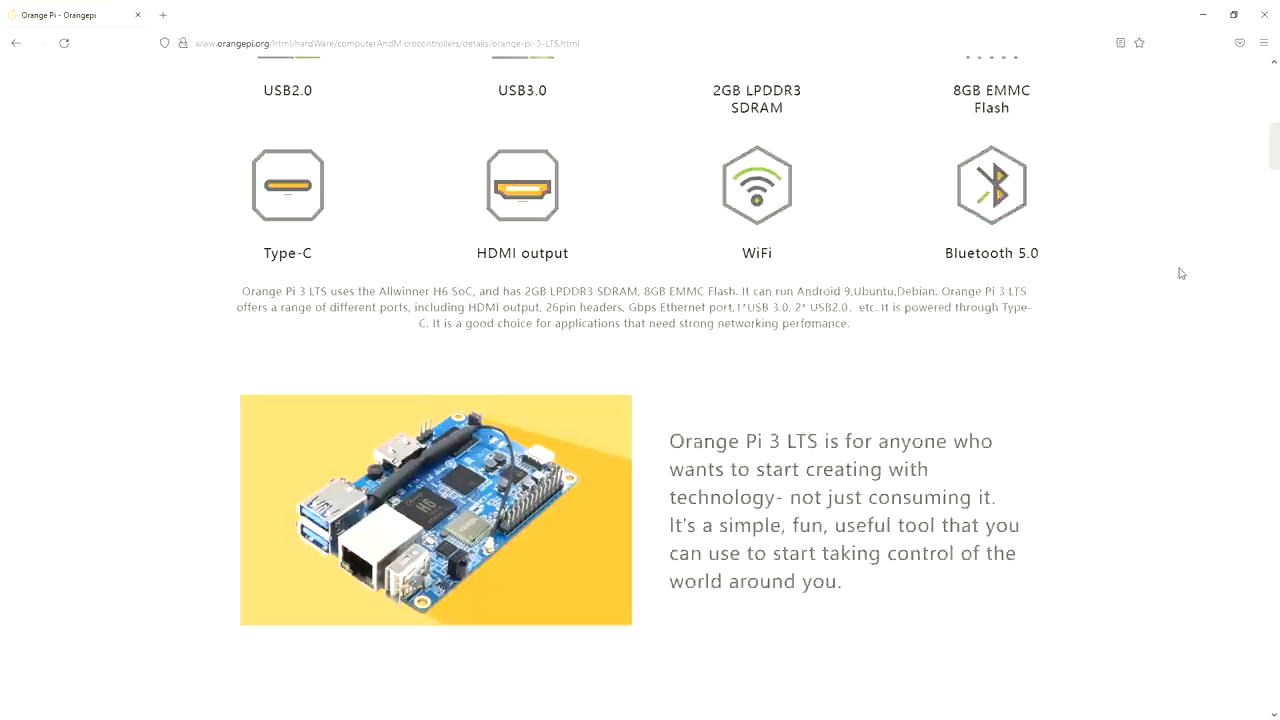 Orange Pi - Orangepi
www.orangepi.org/html/hardWare/computerAndMicrocontrollers/details/orange-pi-3-LTS.html
USB2.0 USB3.0 2GB LPDDR3 8GB EMMC
SDRAM Flash
Type-C HDMI output WiFi Bluetooth 5.0
Orange Pi 3 LTS uses the Allwinner H6 SoC, and has 2GB LPDDR3 SDRAM, 8GB EMMC Flash. It can run Android 9,Ubuntu,Debian. Orange Pi 3 LTS
offers a range of different ports, including HDMI output, 26pin headers, Gbps Ethernet port,1*USB 3.0, 2* USB2.0, etc. It is powered through Type-
C. It is a good choice for applications that need strong networking perfomance.
H6
Orange Pi 3 LTS is for anyone who
wants to start creating with
technology- not just consuming it.
It's a simple, fun, useful tool that you
can use to start taking control of the
world around you.